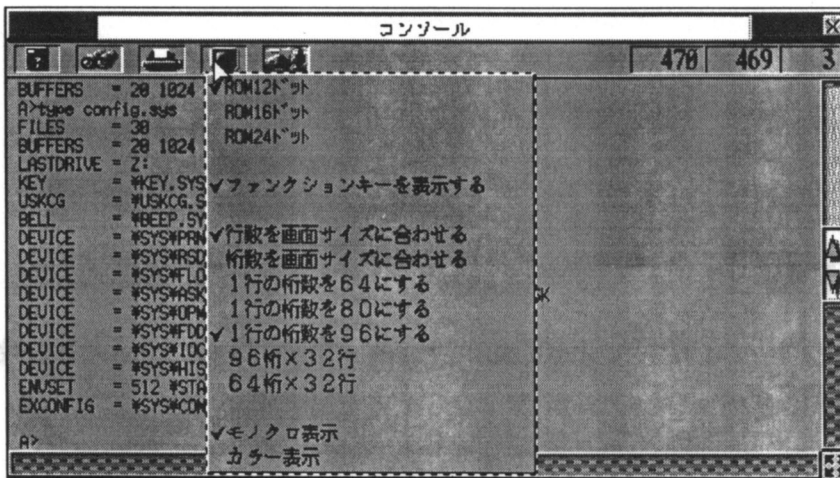 コンソール
470 469 3
BUFFERS = 20 1024
A>type config.sys
FILES = 30
BUFFERS = 20 1024
LASTDRIVE = Z:
KEY = ¥KEY.SYS
USKCG = ¥USKCG.S
BELL = ¥BEEP.SY
DEVICE = ¥SYS¥PRN
DEVICE = ¥SYS¥RSD
DEVICE = ¥SYS¥FLO
DEVICE = ¥SYS¥ASK
DEVICE = ¥SYS¥OPM
DEVICE = ¥SYS¥FDD
DEVICE = ¥SYS¥IOC
DEVICE = ¥SYS¥HIS
ENVSET = 512 ¥STA
EXCONFIG = ¥SYS¥CON
A>
✓ROM12ドット
ROM16ドット
ROM24ドット
✓ファンクションキーを表示する
✓行数を画面サイズに合わせる
桁数を画面サイズに合わせる
1行の桁数を64にする
1行の桁数を80にする
✓1行の桁数を96にする
96桁×32行
64桁×32行
✓モノクロ表示
カラー表示